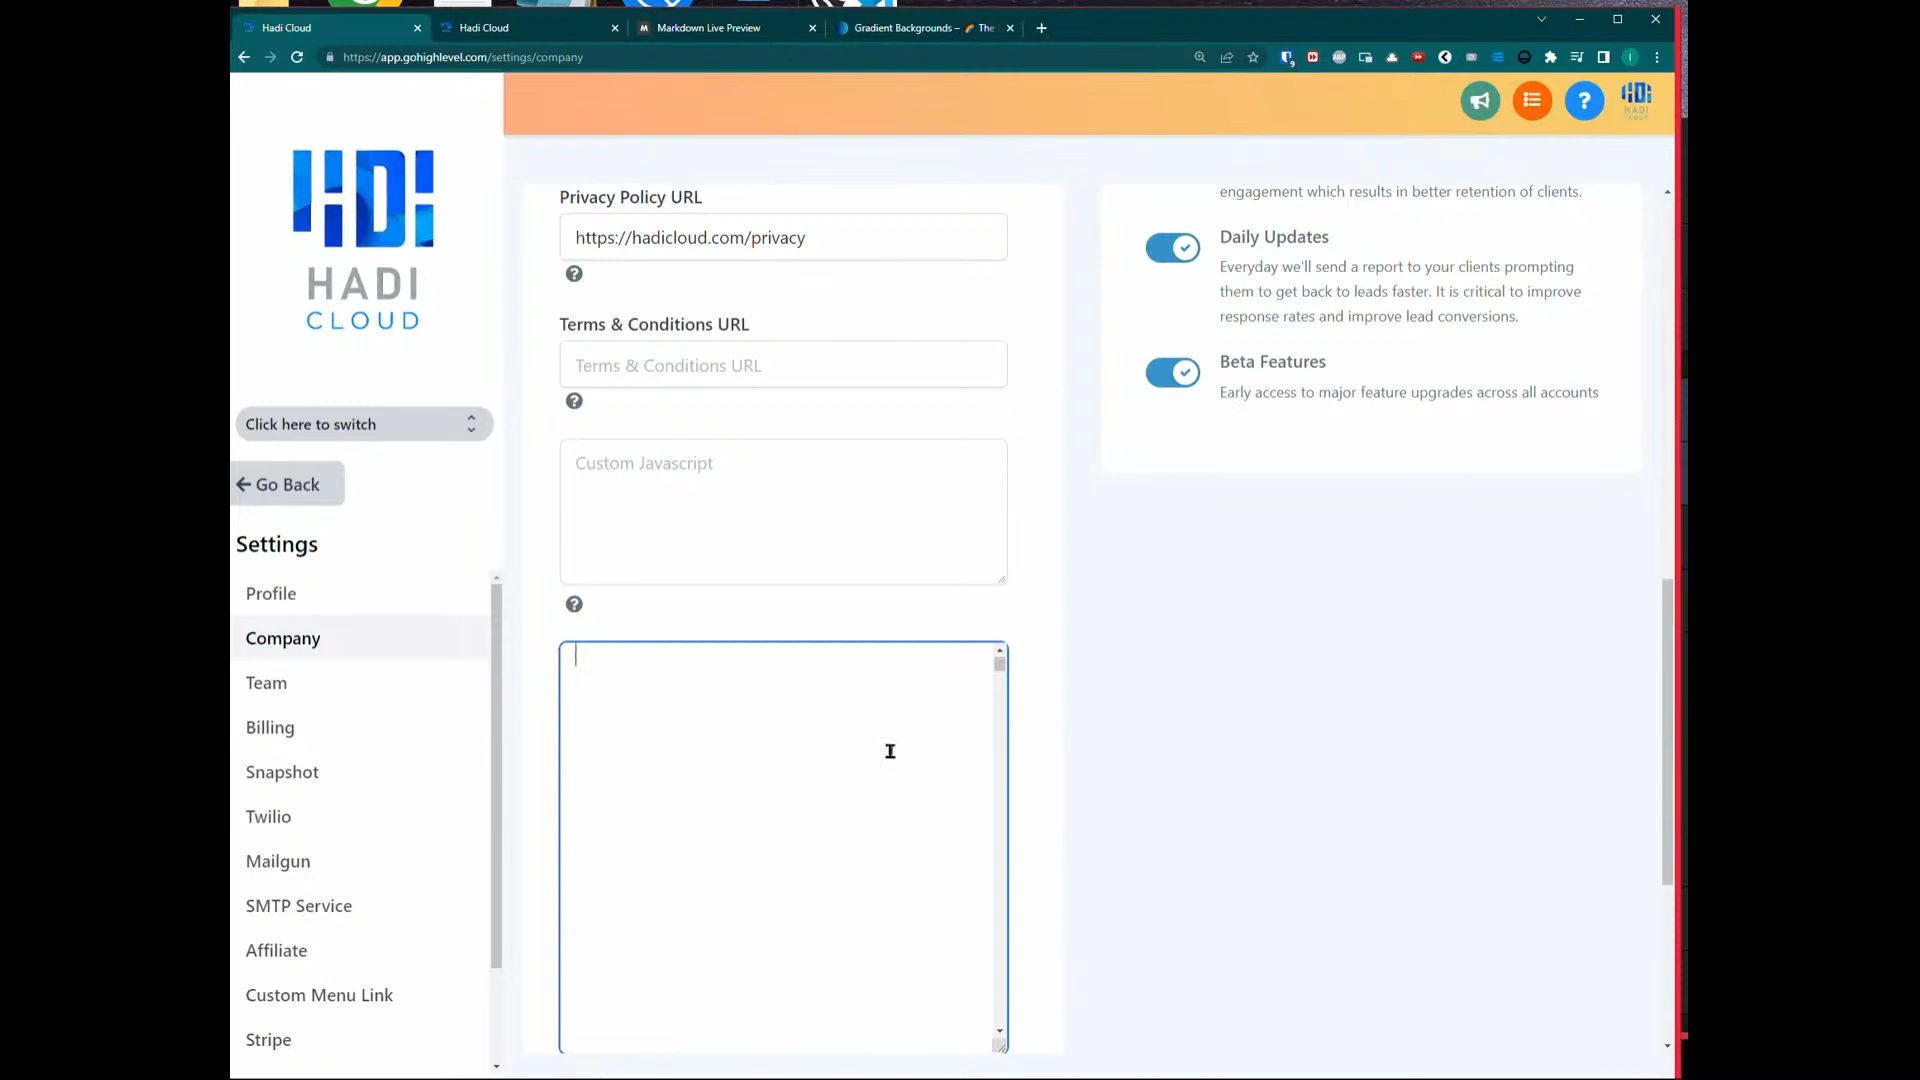 Hadi Cloud
Hadi Cloud
Markdown Live Preview
Gradient Backgrounds – 
The
https://app.gohighlevel.com/settings/company
9
I
?
HADI
CLOUD
HADI
CLOUD
Click here to switch
Go Back
Settings
Profile
Company
Team
Billing
Snapshot
Twilio
Mailgun
SMTP Service
Affiliate
Custom Menu Link
Stripe
Privacy Policy URL
https://hadicloud.com/privacy
?
Terms & Conditions URL
Terms & Conditions URL
?
Custom Javascript
?
engagement which results in better retention of clients.
Daily Updates
Everyday we'll send a report to your clients prompting
them to get back to leads faster. It is critical to improve
response rates and improve lead conversions.
Beta Features
Early access to major feature upgrades across all accounts